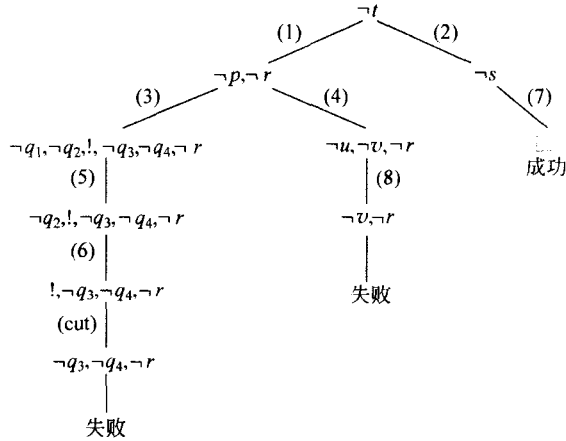 ¬t
(1) (2)
¬p,¬r ¬s
(3) (4) (7)
¬q₁,¬q₂,!,¬q₃,¬q₄,¬r ¬u,¬v,¬r
成功
(5) (8)
¬q₂,!,¬q₃,¬q₄,¬r ¬v,¬r
(6)
!,¬q₃,¬q₄,¬r 失败
(cut)
¬q₃,¬q₄,¬r
失败